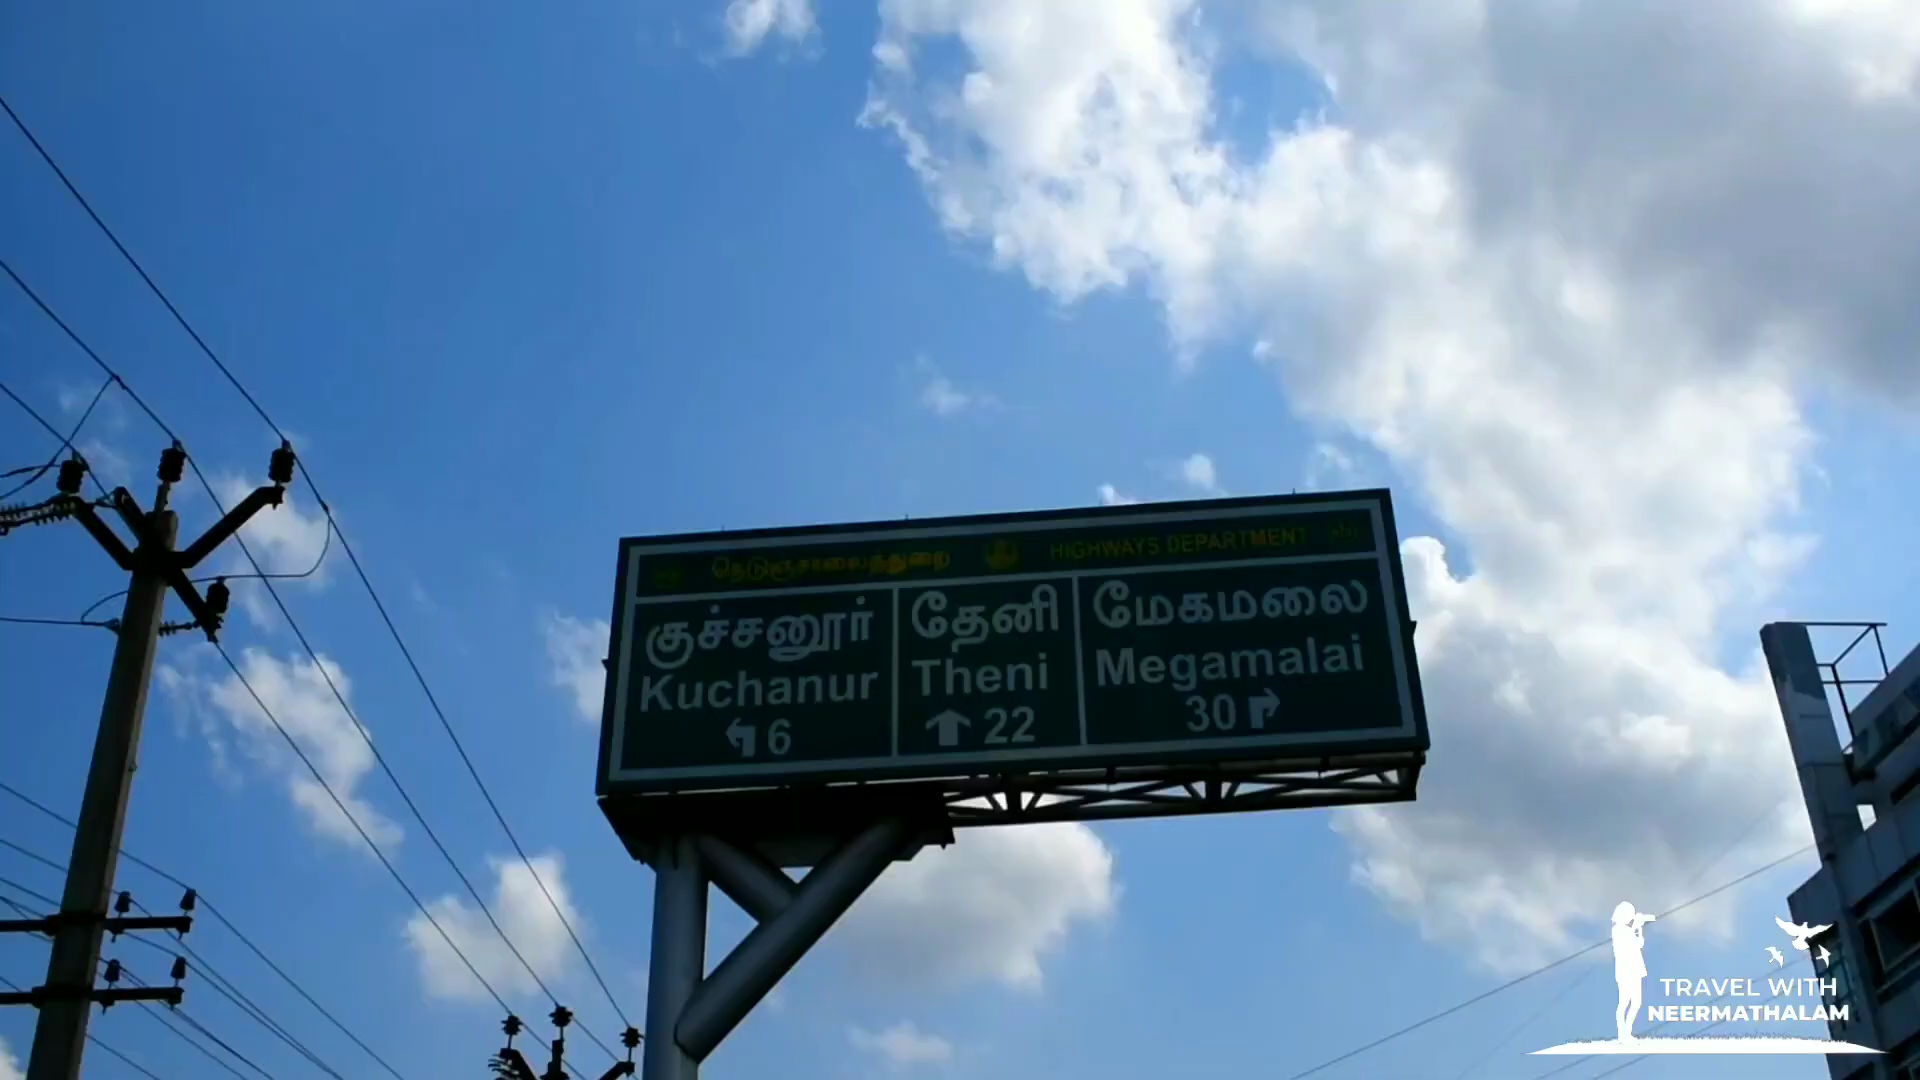 நெடுஞ்சாலைத்துறை HIGHWAYS DEPARTMENT
குச்சனூர்
Kuchanur
6
தேனி
Theni
22
மேகமலை
Megamalai
30
TRAVEL WITH
NEERMATHALAM